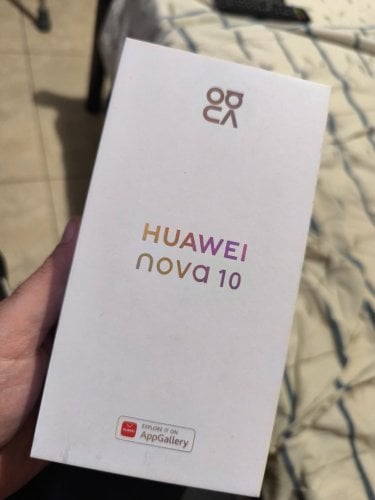 HUAWEI
nova 10
EXPLORE IT ON
AppGallery